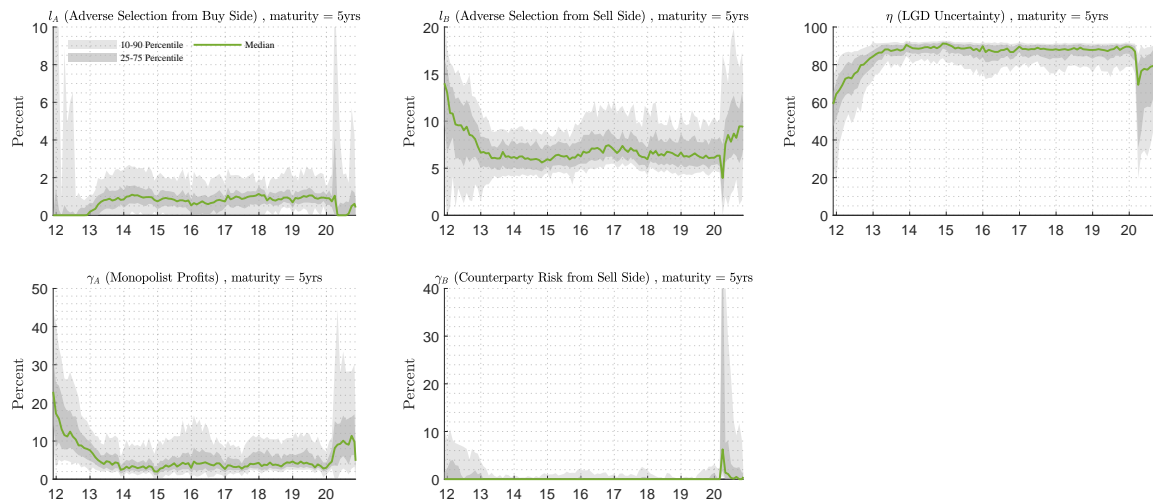 l_A (Adverse Selection from Buy Side) , maturity = 5yrs
10-90 Percentile
Median
25-75 Percentile
Percent
10
8
6
4
2
0
12 13 14 15 16 17 18 19 20
l_B (Adverse Selection from Sell Side) , maturity = 5yrs
Percent
20
15
10
5
0
12 13 14 15 16 17 18 19 20
η (LGD Uncertainty) , maturity = 5yrs
Percent
100
80
60
40
20
0
12 13 14 15 16 17 18 19 20
γ_A (Monopolist Profits) , maturity = 5yrs
Percent
50
40
30
20
10
0
12 13 14 15 16 17 18 19 20
γ_B (Counterparty Risk from Sell Side) , maturity = 5yrs
Percent
40
30
20
10
0
12 13 14 15 16 17 18 19 20